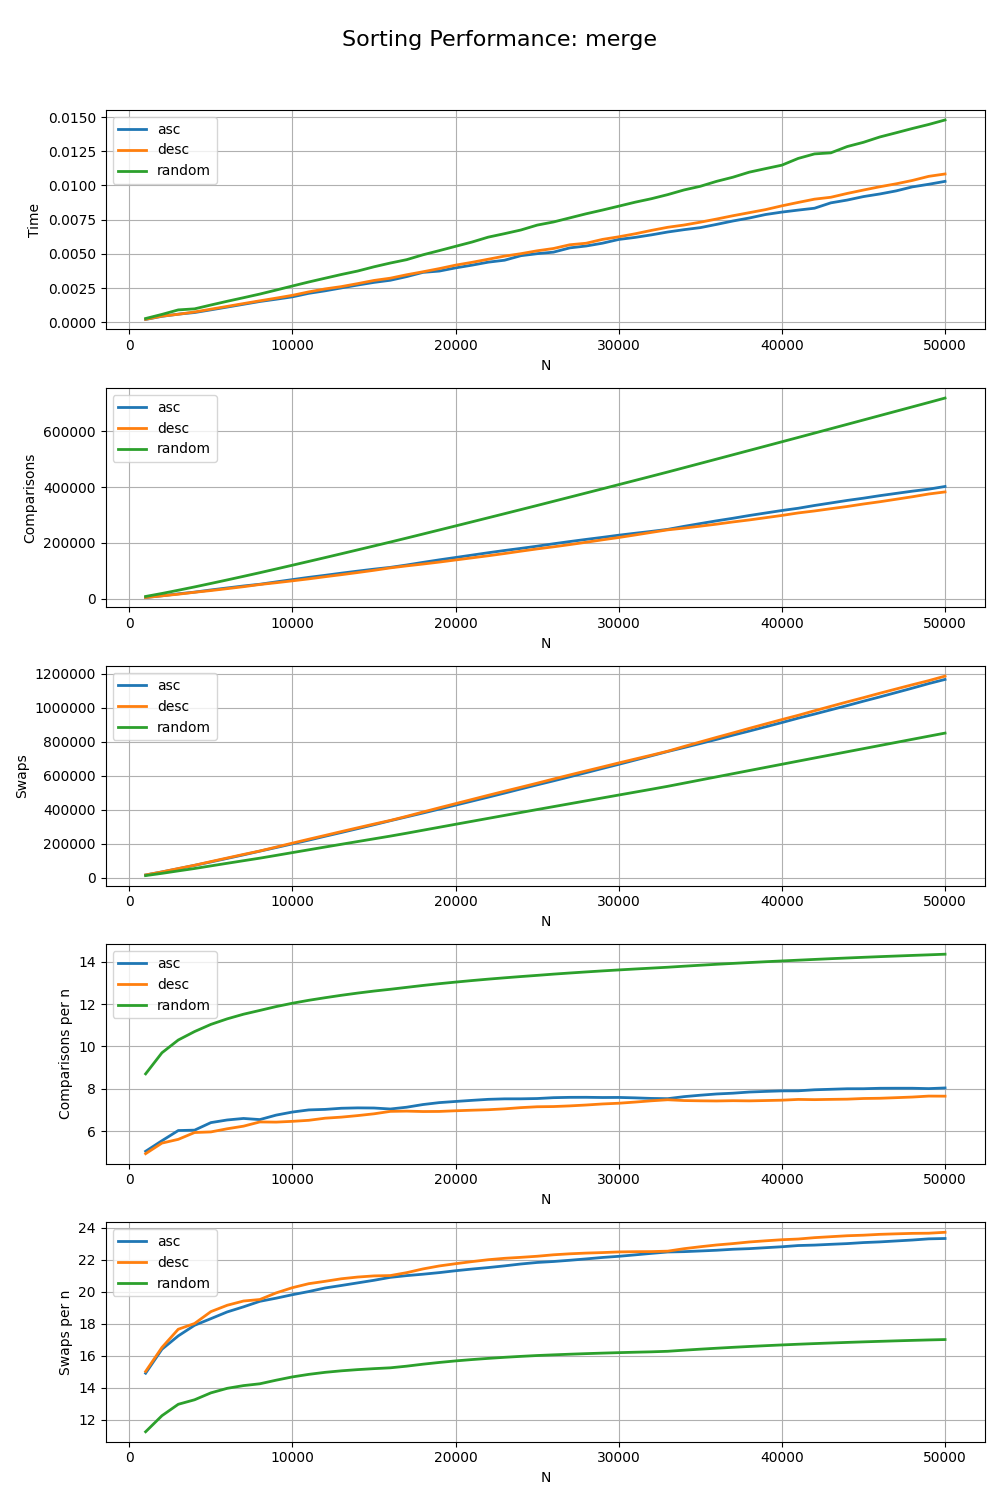 Sorting Performance: merge
0.0150
0.0125
0.0100
0.0075
0.0050
0.0025
0.0000
Time
asc
desc
random
0 10000 20000 30000 40000 50000
N
600000
400000
200000
0
Comparisons
asc
desc
random
0 10000 20000 30000 40000 50000
N
1200000
1000000
800000
600000
400000
200000
0
Swaps
asc
desc
random
0 10000 20000 30000 40000 50000
N
14
12
10
8
6
Comparisons per n
asc
desc
random
0 10000 20000 30000 40000 50000
N
24
22
20
18
16
14
12
Swaps per n
asc
desc
random
0 10000 20000 30000 40000 50000
N